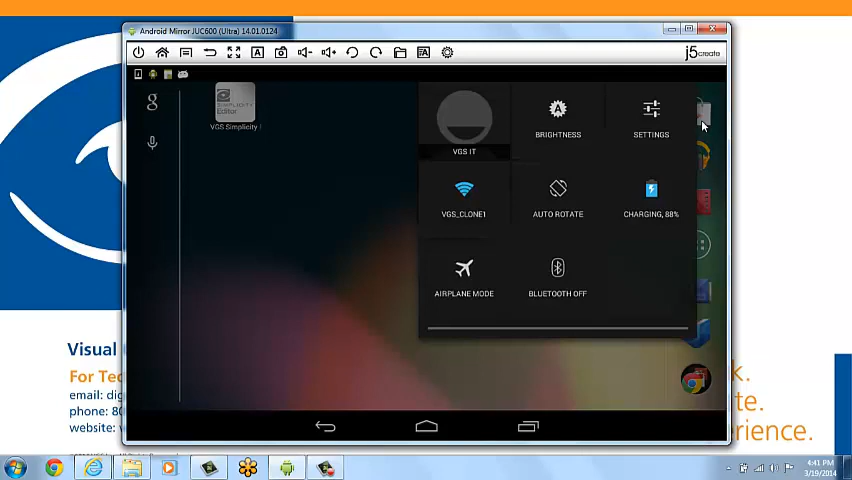 Android Mirror JUC600 (Ultra) 14.01.0124
j5create
VGS Simplicity
VGS IT
BRIGHTNESS
SETTINGS
VGS_CLONE1
AUTO ROTATE
CHARGING, 88%
AIRPLANE MODE
BLUETOOTH OFF
Visual
For Tec
email: dig
phone: 80
website: v
k.
te.
erience.
4:41 PM
3/19/2014